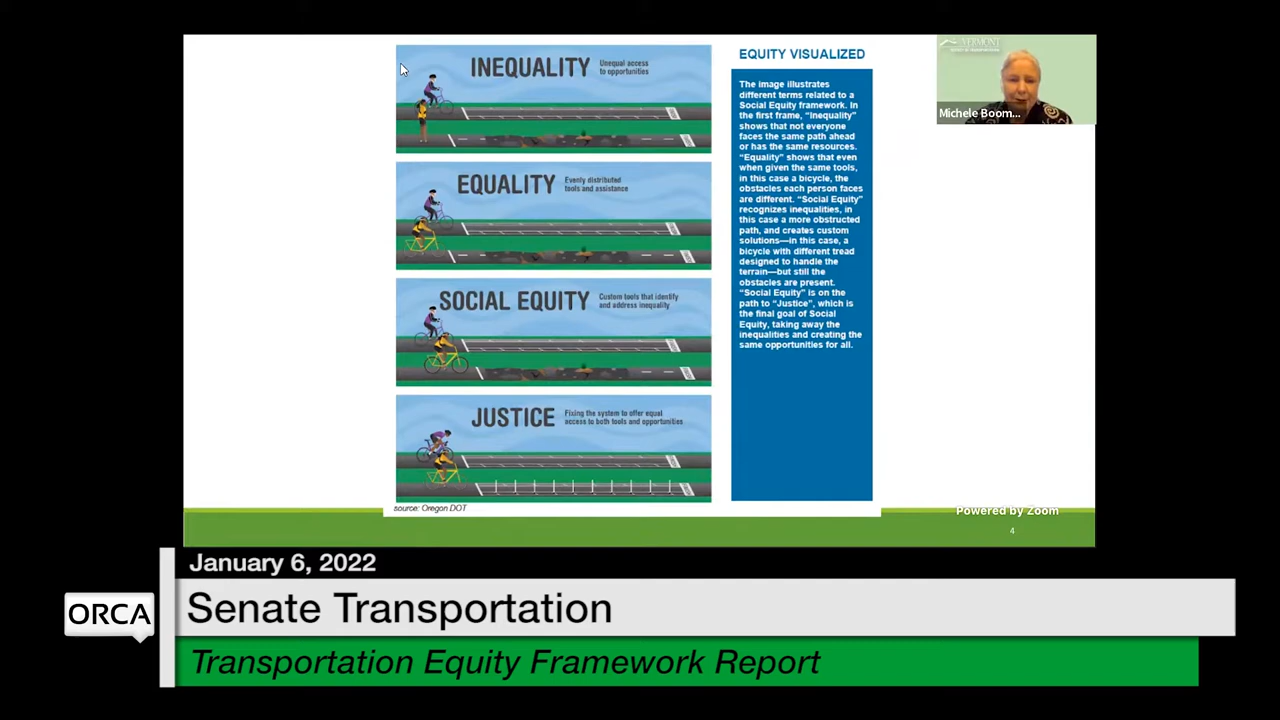 INEQUALITY
Unequal access
to opportunities
EQUALITY
Evenly distributed
tools and assistance
SOCIAL EQUITY
Custom tools that identify
and address inequality
JUSTICE
Fixing the system to offer equal
access to both tools and opportunities
source: Oregon DOT
EQUITY VISUALIZED
The image illustrates
different terms related to a
Social Equity framework. In
the first frame, “Inequality”
shows that not everyone
faces the same path ahead
or has the same resources.
“Equality” shows that even
when given the same tools,
in this case a bicycle, the
obstacles each person faces
are different. “Social Equity”
recognizes inequalities, in
this case a more obstructed
path, and creates custom
solutions—in this case, a
bicycle with different tread
designed to handle the
terrain—but still the
obstacles are present.
“Social Equity” is on the
path to “Justice”, which is
the final goal of Social
Equity, taking away the
inequalities and creating the
same opportunities for all.
VERMONT
Michele Boom...
Powered by Zoom
4
January 6, 2022
ORCA
Senate Transportation
Transportation Equity Framework Report